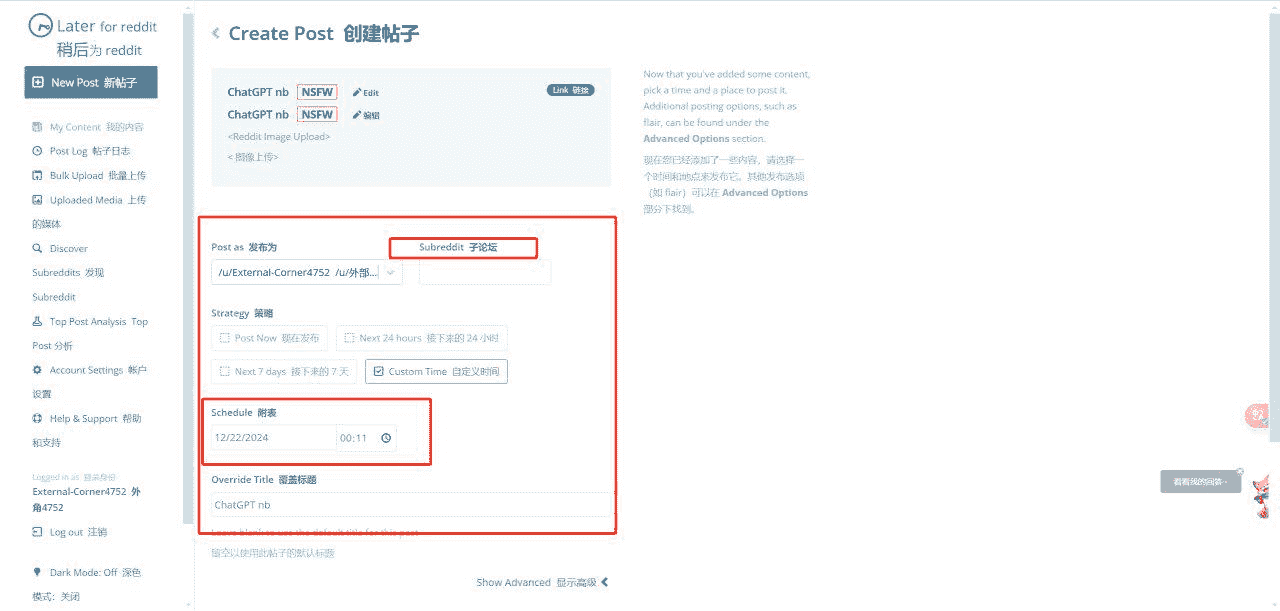 Later for reddit
稍后为 reddit
New Post 新帖子
My Content 我的内容
Post Log 帖子日志
Bulk Upload 批量上传
Uploaded Media 上传
的媒体
Discover
Subreddits 发现
Subreddit
Top Post Analysis Top
Post 分析
Account Settings 帐户
设置
Help & Support 帮助
和支持
Logged in as 登录身份
External-Corner4752 外
角4752
Log out 注销
Dark Mode: Off 深色
模式：关闭
Create Post 创建帖子
ChatGPT nb NSFW Edit
Link 链接
ChatGPT nb NSFW 编辑
<Reddit Image Upload>
< 图像上传>
Post as 发布为
Subreddit 子论坛
/u/External-Corner4752 /u/外部...
Strategy 策略
Post Now 现在发布
Next 24 hours 接下来的 24 小时
Next 7 days 接下来的 7 天
Custom Time 自定义时间
Schedule 附表
12/22/2024
00:11
Override Title 覆盖标题
ChatGPT nb
Leave blank to use the default title for this post
留空以使用此帖子的默认标题
Show Advanced 显示高级
Now that you've added some content,
pick a time and a place to post it.
Additional posting options, such as
flair, can be found under the
Advanced Options section.
现在您已经添加了一些内容，请选择一
个时间和地点来发布它。其他发布选项
（如 flair）可以在 Advanced Options
部分下找到。